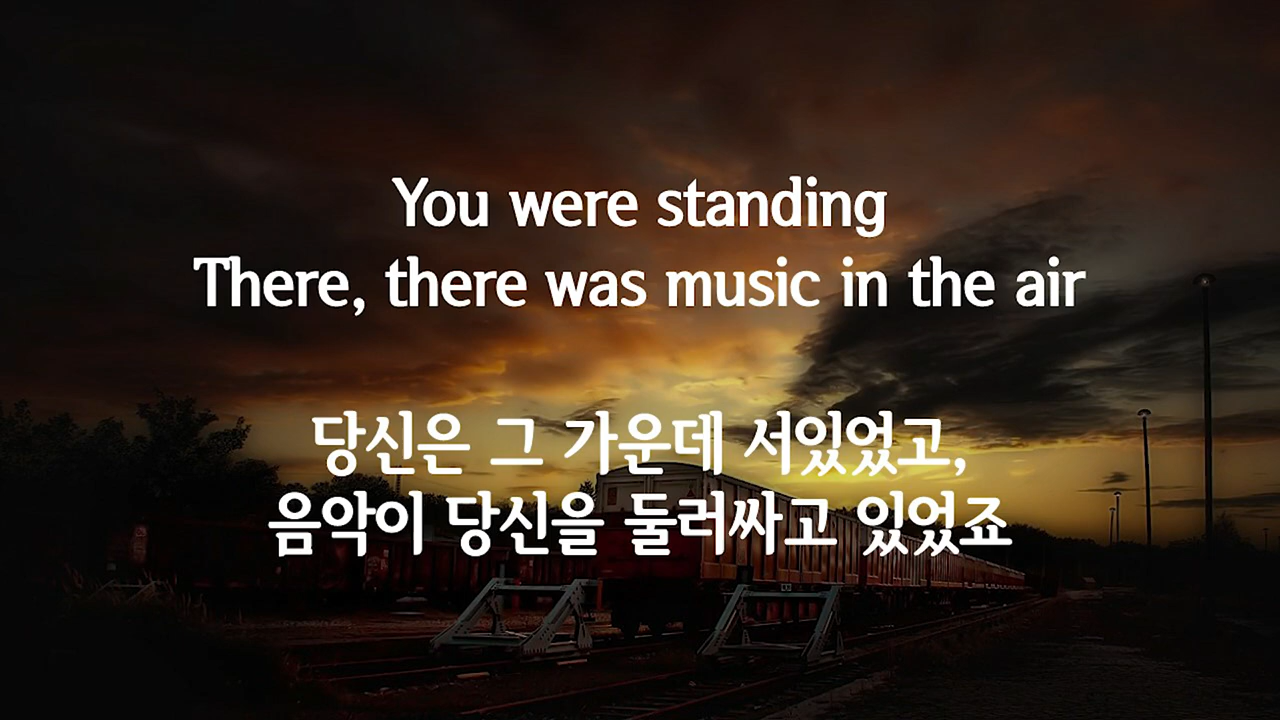 You were standing
There, there was music in the air
당신은 그 가운데 서있었고,
음악이 당신을 둘러싸고 있었죠